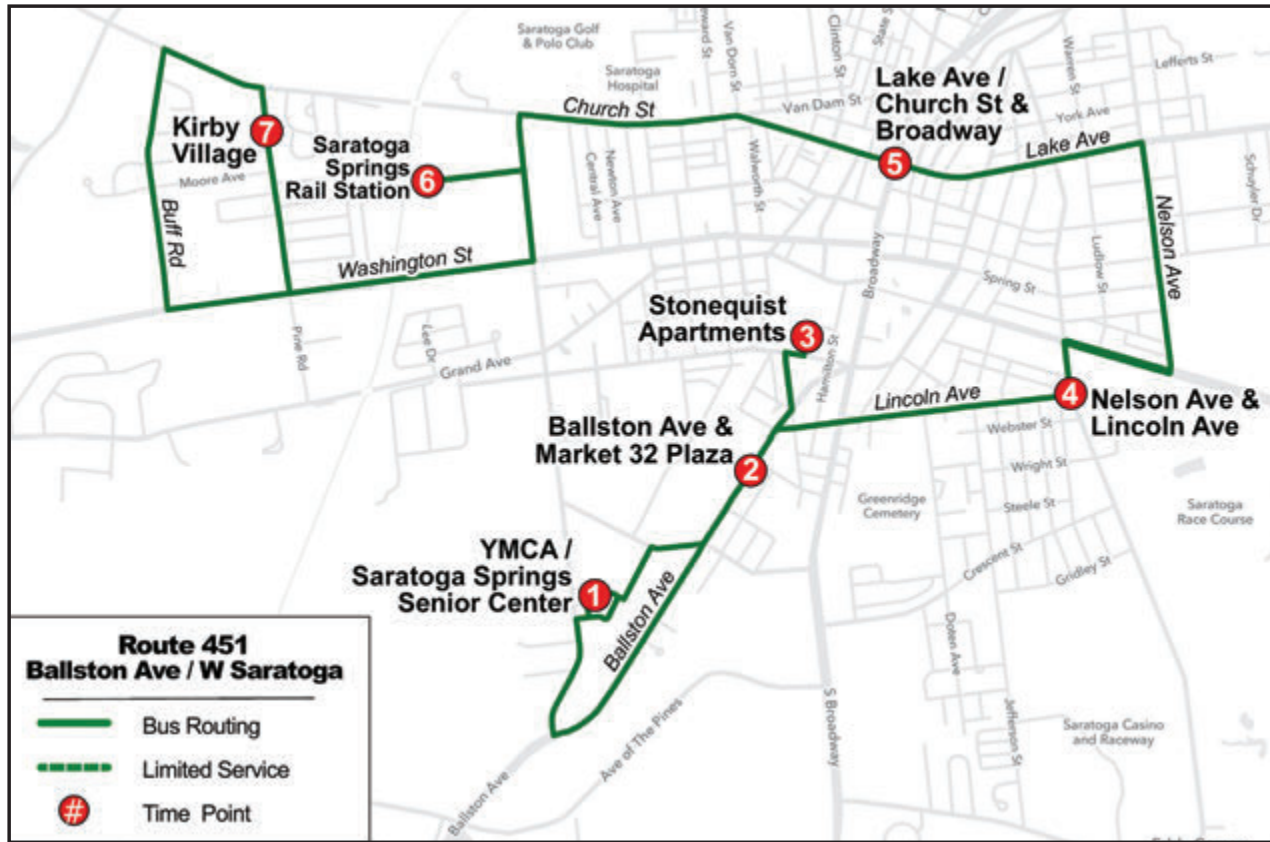 Saratoga Golf
& Polo Club
Saratoga
Hospital
Van Dorn St
Clinton St
State St
Van Dam St
Church St
Lake Ave /
Church St &
Broadway
5
Warren St
Lefferts St
York Ave
Lake Ave
Schuyler Dr
Kirby
Village
7
Moore Ave
Buff Rd
Saratoga
Springs
Rail Station
6
Newton Ave
Central Ave
Walworth St
Nelson Ave
Ludlow St
Washington St
Broadway
Spring St
Stonequist
Apartments
3
Hamilton St
Pine Rd
Lee Dr
Grand Ave
Lincoln Ave
4
Nelson Ave &
Lincoln Ave
Webster St
Wright St
Steele St
Crescent St
Gridley St
Ballston Ave &
Market 32 Plaza
2
Greenridge
Cemetery
Saratoga
Race Course
YMCA /
Saratoga Springs
Senior Center
1
Ballston Ave
Doten Ave
Jefferson St
S Broadway
Ave of The Pines
Saratoga Casino
and Raceway
Ballston Ave
Route 451
Ballston Ave / W Saratoga
Bus Routing
Limited Service
# Time Point